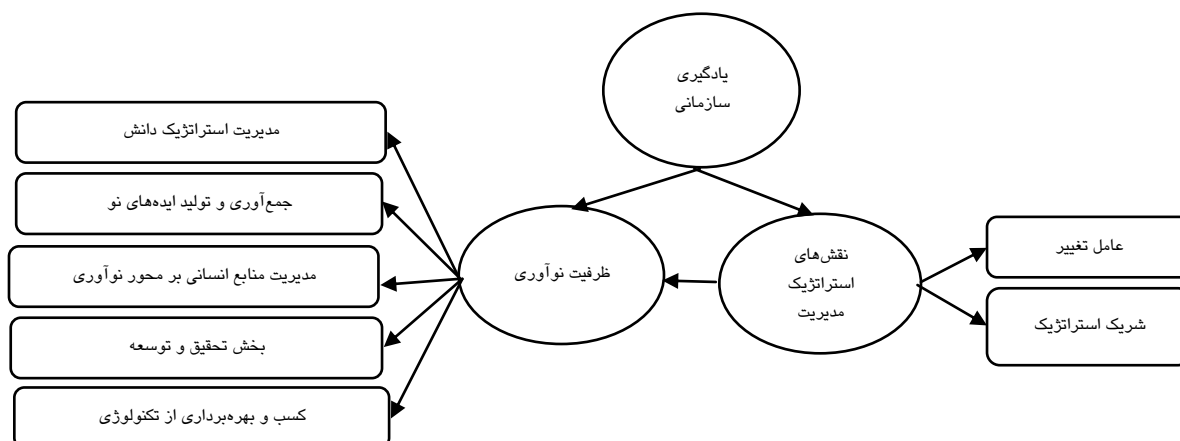 یادگیری
سازمانی
مدیریت استراتژیک دانش
جمع‌آوری و تولید ایده‌های نو
مدیریت منابع انسانی بر محور نوآوری
بخش تحقیق و توسعه
کسب و بهره‌برداری از تکنولوژی
ظرفیت نوآوری
نقش‌های
استراتژیک
مدیریت
عامل تغییر
شریک استراتژیک